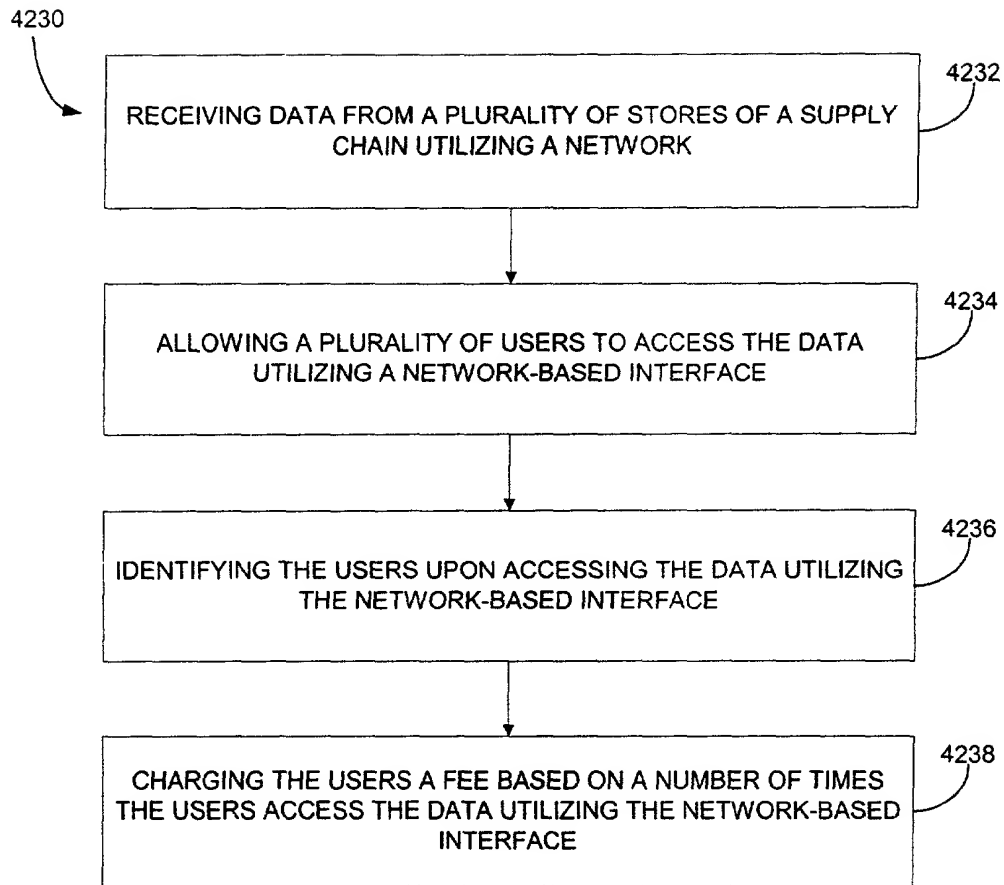 4230
4232
RECEIVING DATA FROM A PLURALITY OF STORES OF A SUPPLY
CHAIN UTILIZING A NETWORK
4234
ALLOWING A PLURALITY OF USERS TO ACCESS THE DATA
UTILIZING A NETWORK-BASED INTERFACE
4236
IDENTIFYING THE USERS UPON ACCESSING THE DATA UTILIZING
THE NETWORK-BASED INTERFACE
4238
CHARGING THE USERS A FEE BASED ON A NUMBER OF TIMES
THE USERS ACCESS THE DATA UTILIZING THE NETWORK-BASED
INTERFACE